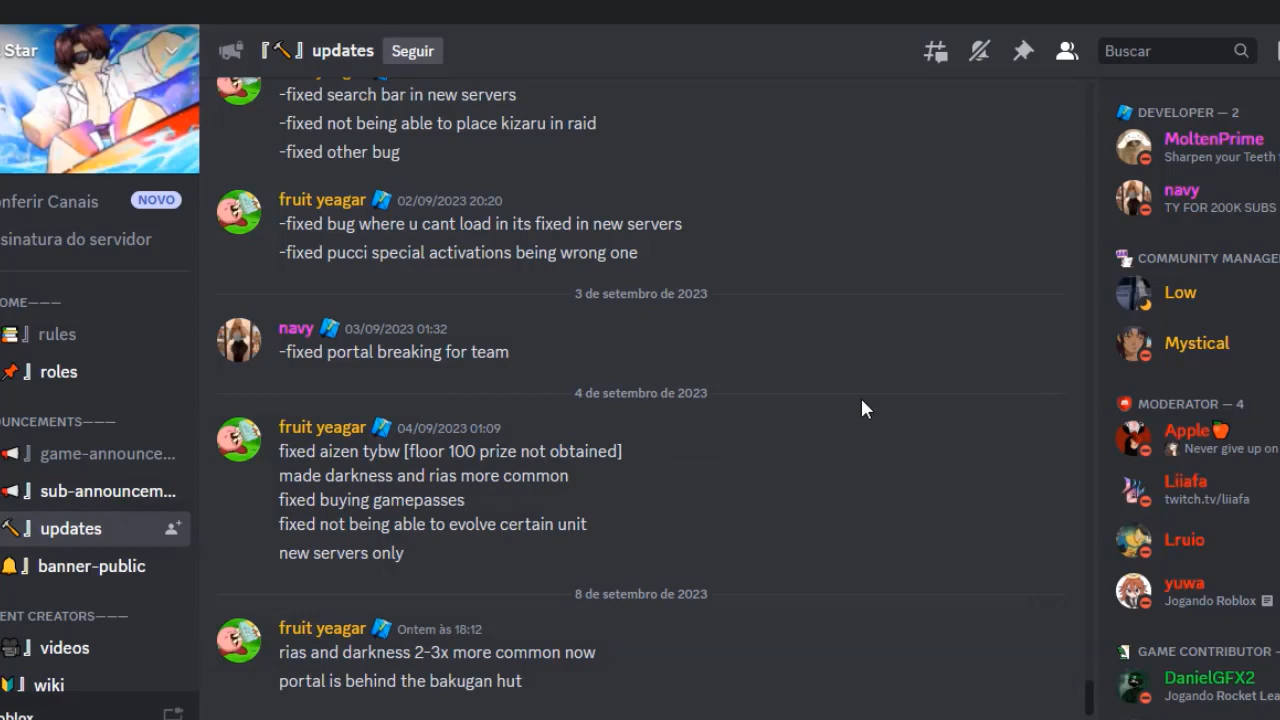 Star
onferir Canais
NOVO
sinatura do servidor
OME———
rules
roles
UNCEMENTS———
game-announce...
sub-announcem...
updates
banner-public
ENT CREATORS———
videos
wiki
updates
Seguir
Buscar
-fixed search bar in new servers
-fixed not being able to place kizaru in raid
-fixed other bug
fruit yeagar 02/09/2023 20:20
-fixed bug where u cant load in its fixed in new servers
-fixed pucci special activations being wrong one
3 de setembro de 2023
navy 03/09/2023 01:32
-fixed portal breaking for team
4 de setembro de 2023
fruit yeagar 04/09/2023 01:09
fixed aizen tybw [floor 100 prize not obtained]
made darkness and rias more common
fixed buying gamepasses
fixed not being able to evolve certain unit
new servers only
8 de setembro de 2023
fruit yeagar Ontem às 18:12
rias and darkness 2-3x more common now
portal is behind the bakugan hut
DEVELOPER — 2
MoltenPrime
Sharpen your Teeth
navy
TY FOR 200K SUBS
COMMUNITY MANAGE
Low
Mystical
MODERATOR — 4
Apple
Never give up on
Liiafa
twitch.tv/liiafa
Lruio
yuwa
Jogando Roblox
GAME CONTRIBUTOR -
DanielGFX2
Jogando Rocket Lea